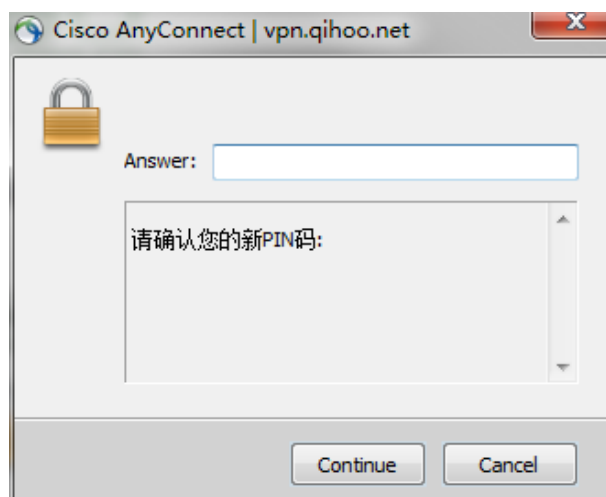 Cisco AnyConnect | vpn.qihoo.net
Answer:
请确认您的新PIN码:
Continue
Cancel